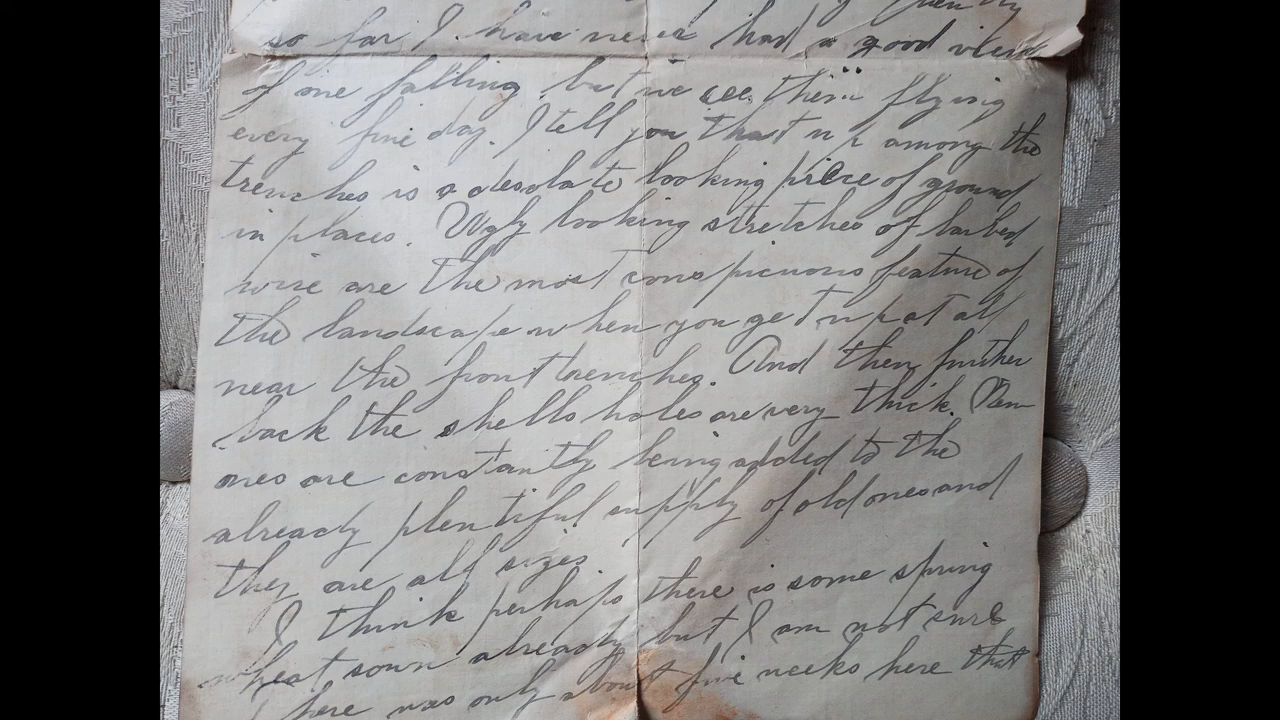 so far I have never had a good view
of one falling but we see them flying
every fine day. I tell you that up among the
trenches is a desolate looking piece of ground
in places. Ugly looking stretches of barbed
wire are the most conspicuous feature of
the landscape when you get up at all
near the front trenches. And then further
back the shells holes are very thick. New
ones are constantly being added to the
already plentiful supply of old ones and
they are all sizes.
I think perhaps there is some spring
wheat sown already but I am not sure
there was only about five weeks here that